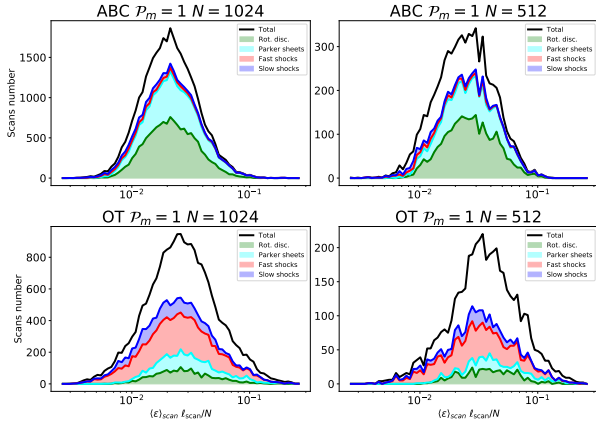 ABC 𝒫m = 1 N = 1024
Scans number
1500
1000
500
0
10⁻²
10⁻¹
Total
Rot. disc.
Parker sheets
Fast shocks
Slow shocks
ABC 𝒫m = 1 N = 512
300
200
100
0
10⁻²
10⁻¹
Total
Rot. disc.
Parker sheets
Fast shocks
Slow shocks
OT 𝒫m = 1 N = 1024
Scans number
800
600
400
200
0
10⁻²
10⁻¹
⟨ε⟩scan ℓscan/N
Total
Rot. disc.
Parker sheets
Fast shocks
Slow shocks
OT 𝒫m = 1 N = 512
200
150
100
50
0
10⁻²
10⁻¹
⟨ε⟩scan ℓscan/N
Total
Rot. disc.
Parker sheets
Fast shocks
Slow shocks